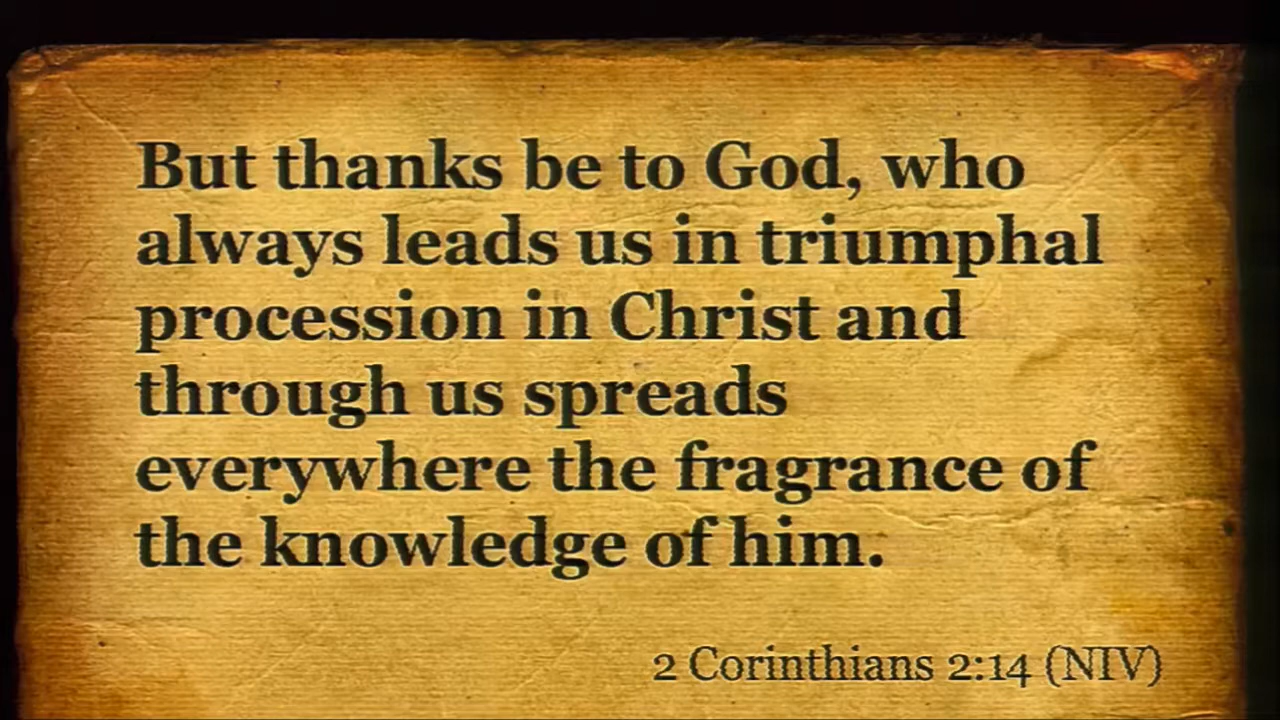 But thanks be to God, who
always leads us in triumphal
procession in Christ and
through us spreads
everywhere the fragrance of
the knowledge of him.
2 Corinthians 2:14 (NIV)